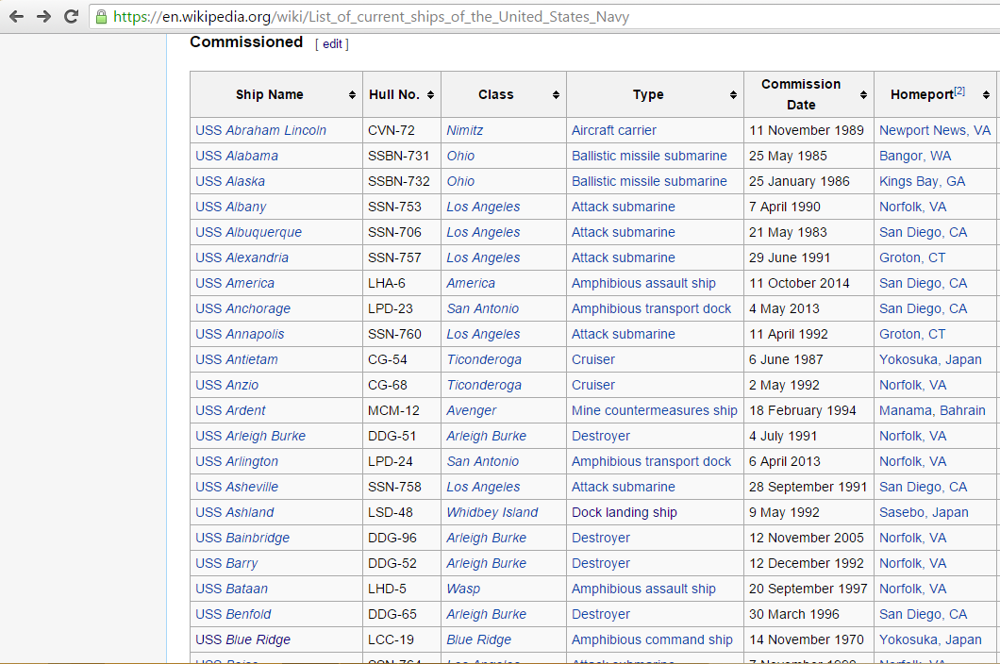 https://en.wikipedia.org/wiki/List_of_current_ships_of_the_United_States_Navy
Commissioned [ edit ]
Ship Name Hull No. Class Type Commission Date Homeport[2]
USS Abraham Lincoln CVN-72 Nimitz Aircraft carrier 11 November 1989 Newport News, VA
USS Alabama SSBN-731 Ohio Ballistic missile submarine 25 May 1985 Bangor, WA
USS Alaska SSBN-732 Ohio Ballistic missile submarine 25 January 1986 Kings Bay, GA
USS Albany SSN-753 Los Angeles Attack submarine 7 April 1990 Norfolk, VA
USS Albuquerque SSN-706 Los Angeles Attack submarine 21 May 1983 San Diego, CA
USS Alexandria SSN-757 Los Angeles Attack submarine 29 June 1991 Groton, CT
USS America LHA-6 America Amphibious assault ship 11 October 2014 San Diego, CA
USS Anchorage LPD-23 San Antonio Amphibious transport dock 4 May 2013 San Diego, CA
USS Annapolis SSN-760 Los Angeles Attack submarine 11 April 1992 Groton, CT
USS Antietam CG-54 Ticonderoga Cruiser 6 June 1987 Yokosuka, Japan
USS Anzio CG-68 Ticonderoga Cruiser 2 May 1992 Norfolk, VA
USS Ardent MCM-12 Avenger Mine countermeasures ship 18 February 1994 Manama, Bahrain
USS Arleigh Burke DDG-51 Arleigh Burke Destroyer 4 July 1991 Norfolk, VA
USS Arlington LPD-24 San Antonio Amphibious transport dock 6 April 2013 Norfolk, VA
USS Asheville SSN-758 Los Angeles Attack submarine 28 September 1991 San Diego, CA
USS Ashland LSD-48 Whidbey Island Dock landing ship 9 May 1992 Sasebo, Japan
USS Bainbridge DDG-96 Arleigh Burke Destroyer 12 November 2005 Norfolk, VA
USS Barry DDG-52 Arleigh Burke Destroyer 12 December 1992 Norfolk, VA
USS Bataan LHD-5 Wasp Amphibious assault ship 20 September 1997 Norfolk, VA
USS Benfold DDG-65 Arleigh Burke Destroyer 30 March 1996 San Diego, CA
USS Blue Ridge LCC-19 Blue Ridge Amphibious command ship 14 November 1970 Yokosuka, Japan